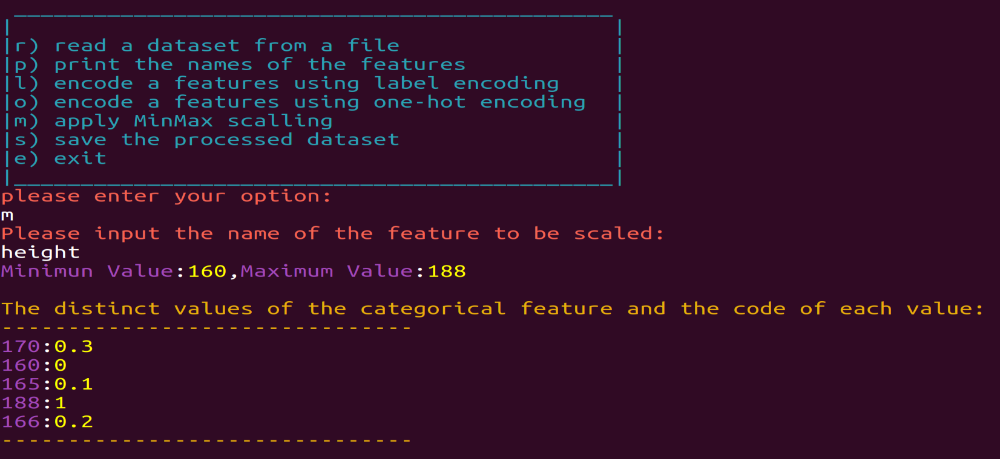 r) read a dataset from a file
p) print the names of the features
l) encode a features using label encoding
o) encode a features using one-hot encoding
m) apply MinMax scalling
s) save the processed dataset
e) exit
please enter your option:
m
Please input the name of the feature to be scaled:
height
Minimun Value:160,Maximum Value:188
The distinct values of the categorical feature and the code of each value:
-------------------------------
170:0.3
160:0
165:0.1
188:1
166:0.2
-------------------------------